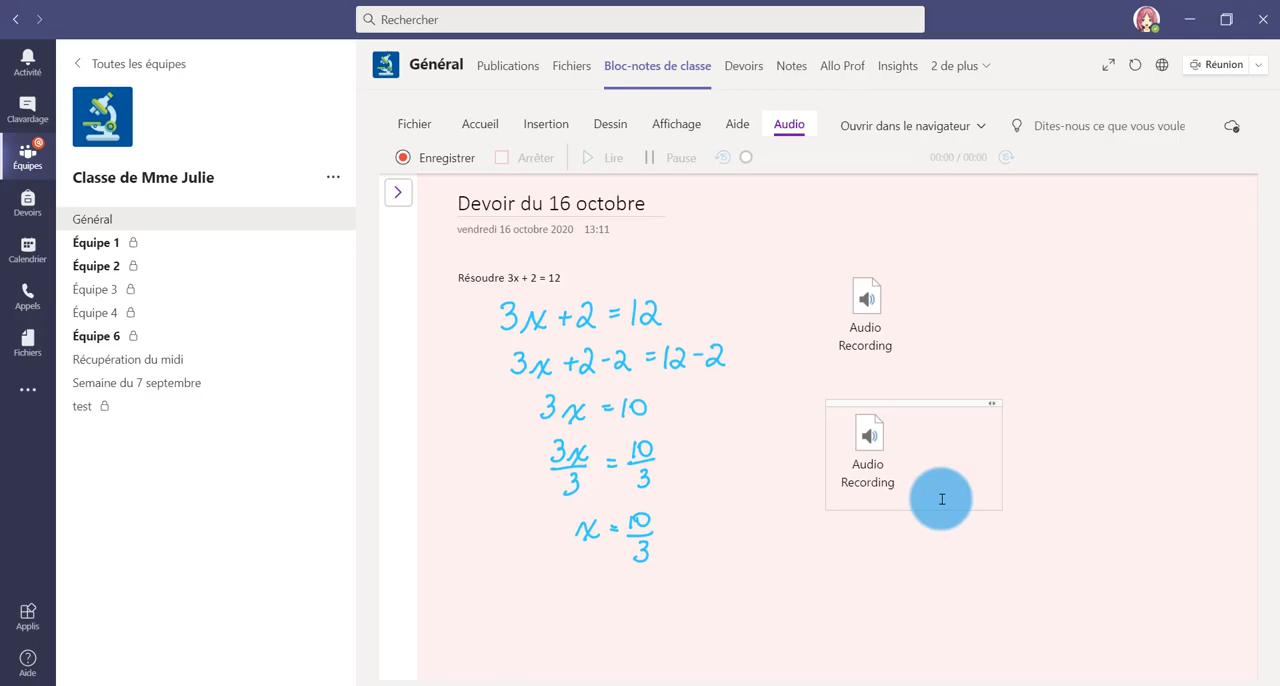 Rechercher
Activité
Clavardage
Équipes
Devoirs
Calendrier
Appels
Fichiers
Applis
Aide
Toutes les équipes
Classe de Mme Julie
Général
Équipe 1
Équipe 2
Équipe 3
Équipe 4
Équipe 6
Récupération du midi
Semaine du 7 septembre
test
Général Publications Fichiers Bloc-notes de classe Devoirs Notes Allo Prof Insights 2 de plus Réunion
Fichier Accueil Insertion Dessin Affichage Aide Audio Ouvrir dans le navigateur Dites-nous ce que vous voule
Enregistrer Arrêter Lire Pause 15 00:00 / 00:00 15
Devoir du 16 octobre
vendredi 16 octobre 2020 13:11
Résoudre 3x + 2 = 12
3x + 2 = 12
3x + 2 - 2 = 12 - 2
3x = 10
3x/3 = 10/3
x = 10/3
Audio
Recording
Audio
Recording